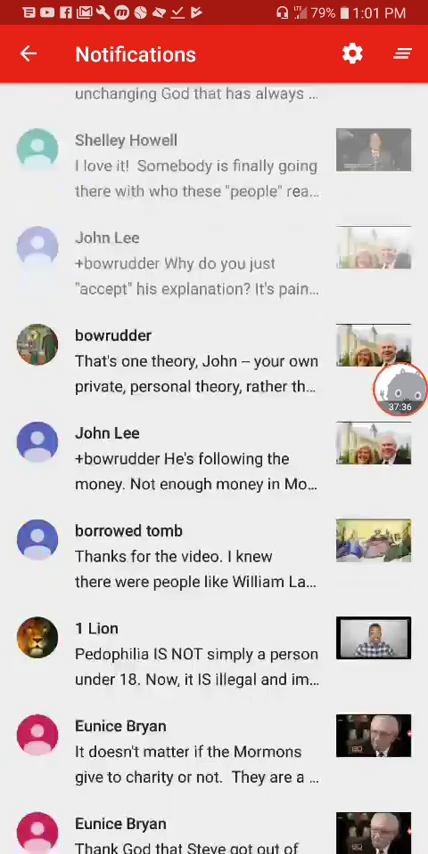 LTE 79% 1:01 PM
Notifications
unchanging God that has always ...
Shelley Howell
I love it! Somebody is finally going
there with who these "people" rea...
John Lee
+bowrudder Why do you just
"accept" his explanation? It's pain...
bowrudder
That's one theory, John – your own
private, personal theory, rather th...
37:36
John Lee
+bowrudder He's following the
money. Not enough money in Mo...
borrowed tomb
Thanks for the video. I knew
there were people like William La...
1 Lion
Pedophilia IS NOT simply a person
under 18. Now, it IS illegal and im...
Eunice Bryan
It doesn't matter if the Mormons
give to charity or not. They are a ...
Eunice Bryan
Thank God that Steve got out of